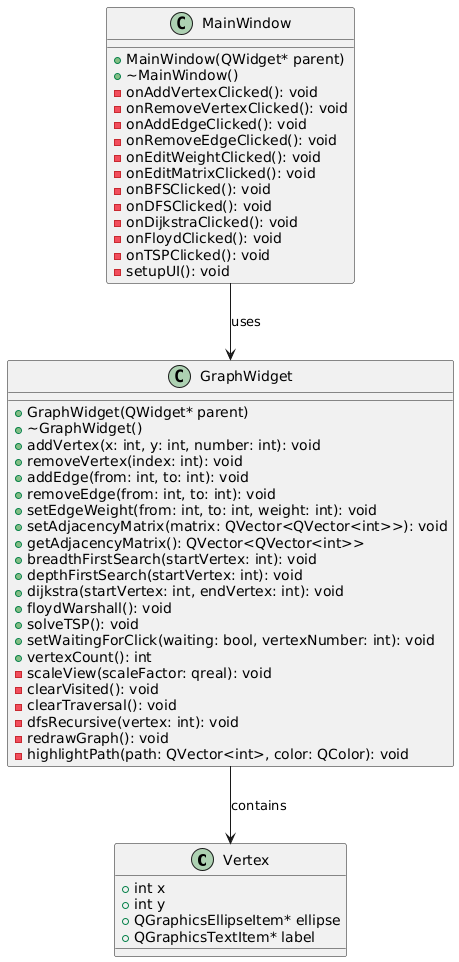 C MainWindow
MainWindow(QWidget* parent)
~MainWindow()
onAddVertexClicked(): void
onRemoveVertexClicked(): void
onAddEdgeClicked(): void
onRemoveEdgeClicked(): void
onEditWeightClicked(): void
onEditMatrixClicked(): void
onBFSClicked(): void
onDFSClicked(): void
onDijkstraClicked(): void
onFloydClicked(): void
onTSPClicked(): void
setupUI(): void
uses
C GraphWidget
GraphWidget(QWidget* parent)
~GraphWidget()
addVertex(x: int, y: int, number: int): void
removeVertex(index: int): void
addEdge(from: int, to: int): void
removeEdge(from: int, to: int): void
setEdgeWeight(from: int, to: int, weight: int): void
setAdjacencyMatrix(matrix: QVector<QVector<int>>): void
getAdjacencyMatrix(): QVector<QVector<int>>
breadthFirstSearch(startVertex: int): void
depthFirstSearch(startVertex: int): void
dijkstra(startVertex: int, endVertex: int): void
floydWarshall(): void
solveTSP(): void
setWaitingForClick(waiting: bool, vertexNumber: int): void
vertexCount(): int
scaleView(scaleFactor: qreal): void
clearVisited(): void
clearTraversal(): void
dfsRecursive(vertex: int): void
redrawGraph(): void
highlightPath(path: QVector<int>, color: QColor): void
contains
C Vertex
int x
int y
QGraphicsEllipseItem* ellipse
QGraphicsTextItem* label